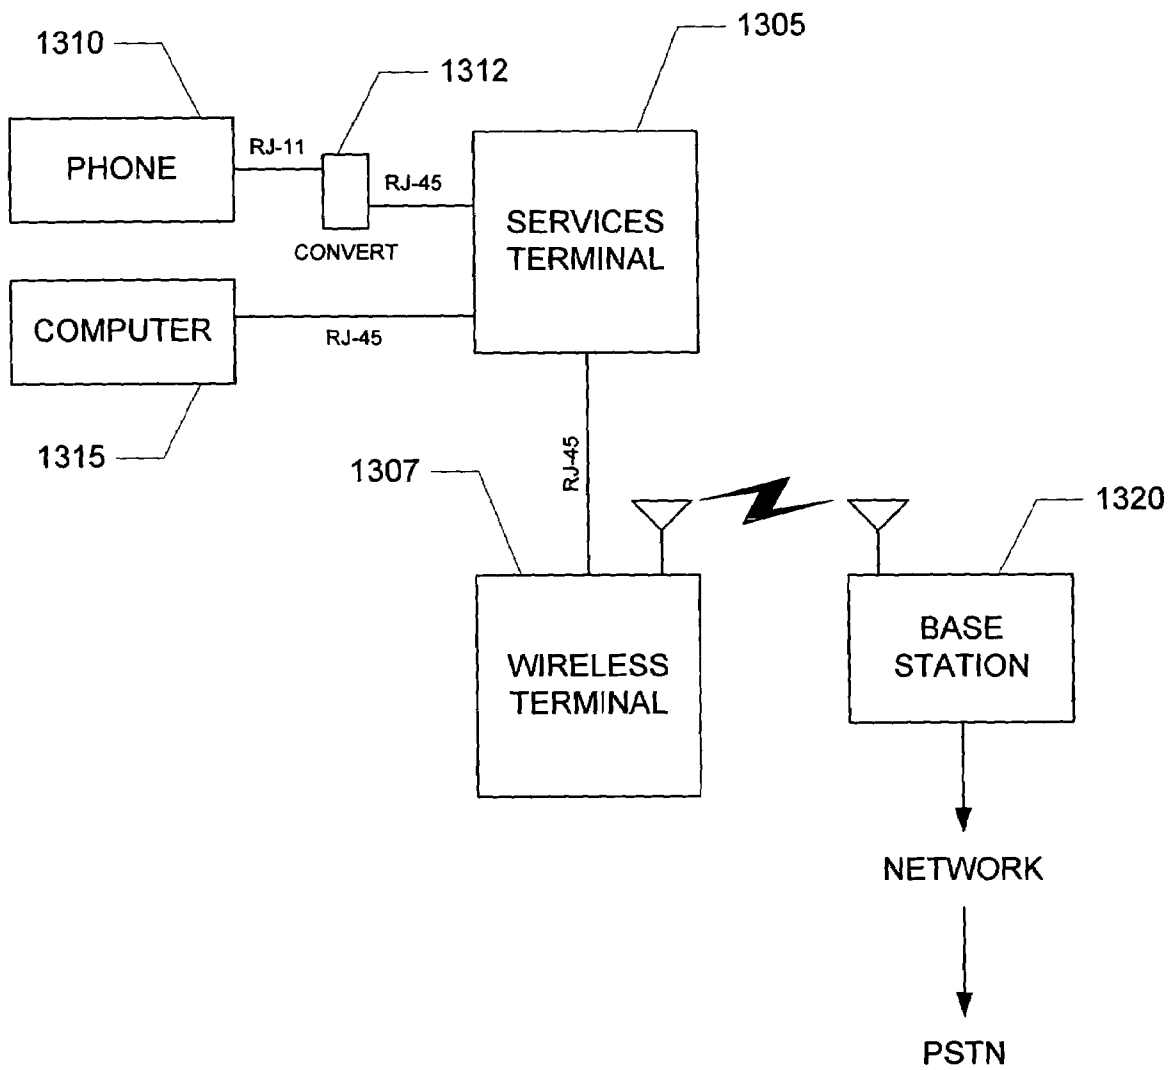 1310
1312
1305
PHONE
RJ-11
RJ-45
CONVERT
SERVICES
TERMINAL
COMPUTER
RJ-45
1315
RJ-45
1307
1320
WIRELESS
TERMINAL
BASE
STATION
NETWORK
PSTN